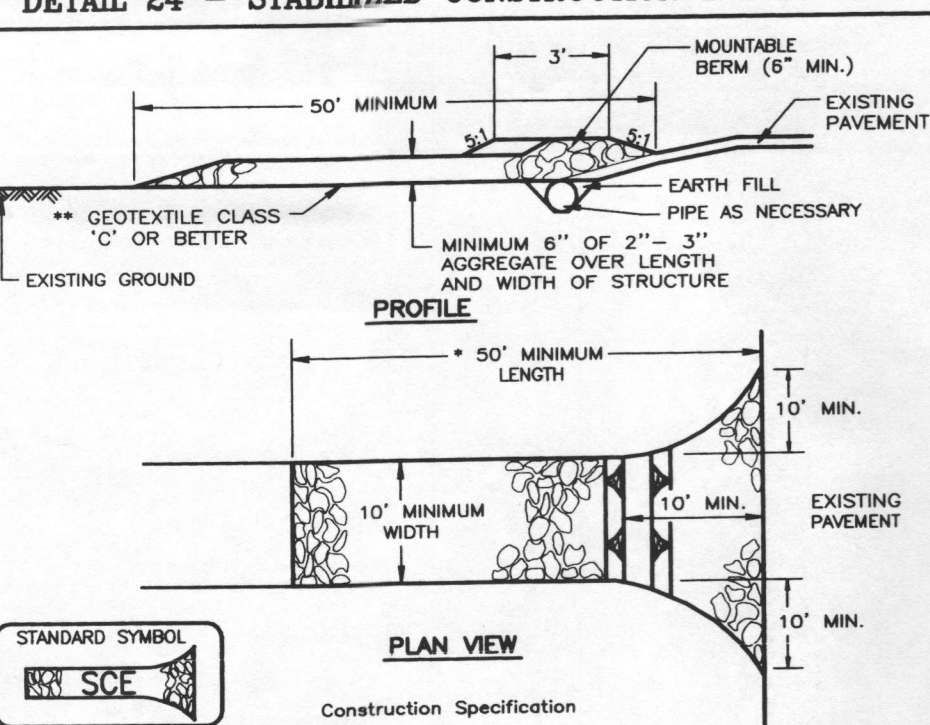 DETAIL 24 – STABILIZED CONSTRUCTION
3'
MOUNTABLE
BERM (6" MIN.)
50' MINIMUM
EXISTING
PAVEMENT
5:1
5:1
** GEOTEXTILE CLASS
'C' OR BETTER
EARTH FILL
PIPE AS NECESSARY
EXISTING GROUND
MINIMUM 6" OF 2"– 3"
AGGREGATE OVER LENGTH
AND WIDTH OF STRUCTURE
PROFILE
* 50' MINIMUM
LENGTH
10' MIN.
10' MINIMUM
WIDTH
10' MIN.
EXISTING
PAVEMENT
10' MIN.
STANDARD SYMBOL
SCE
PLAN VIEW
Construction Specification